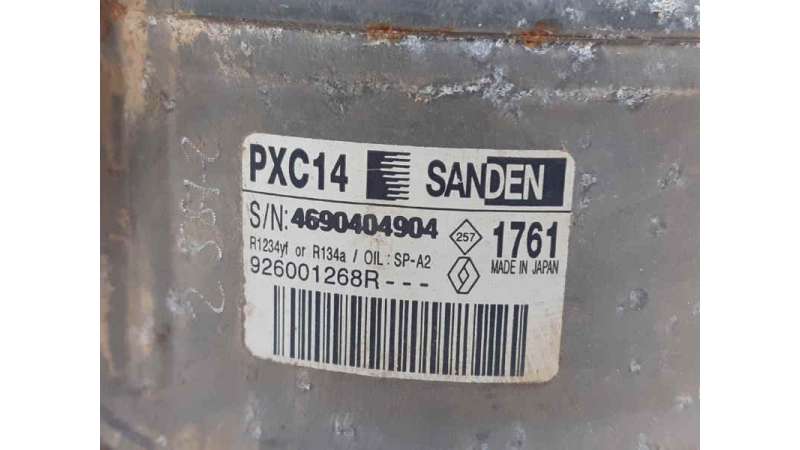 PXC14 SANDEN
S/N: 4690404904
257 1761
R1234yf or R134a / OIL: SP-A2
MADE IN JAPAN
926001268R---